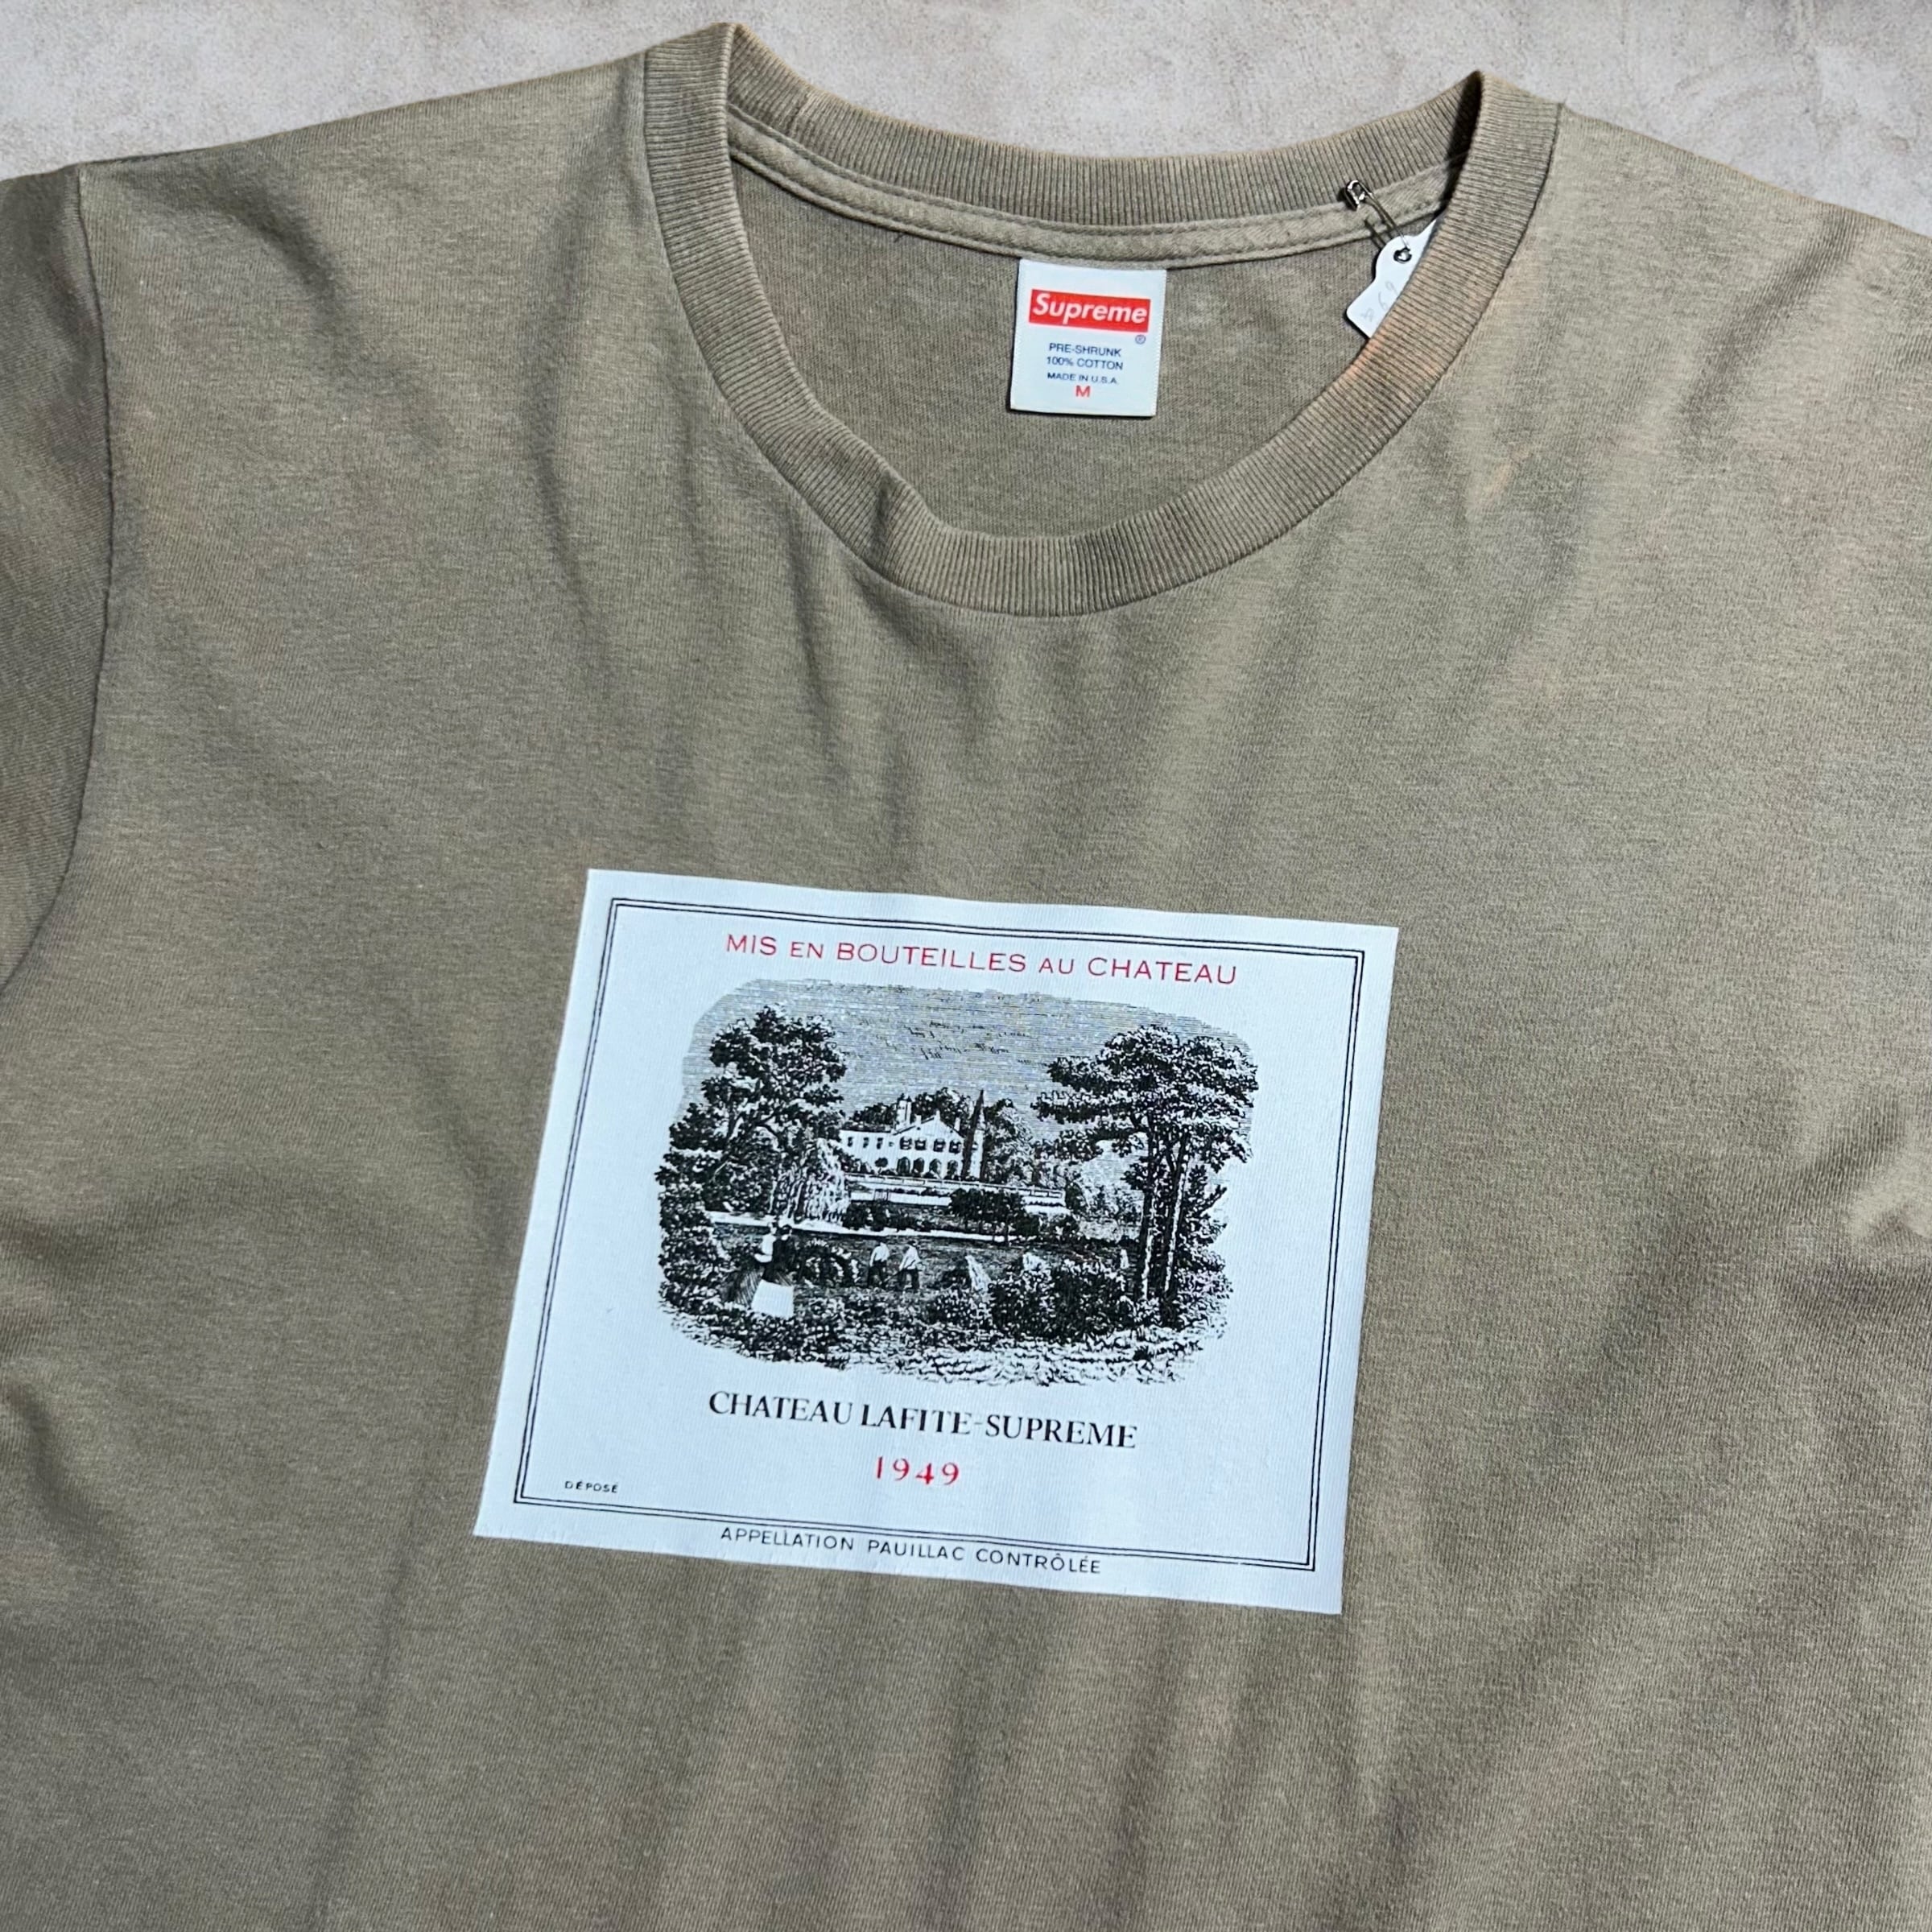 Supreme
®
PRE-SHRUNK
100% COTTON
MADE IN U.S.A.
M
MIS EN BOUTEILLES AU CHATEAU
CHATEAU LAFITE-SUPREME
1949
DÉPOSÉ
APPELLATION PAUILLAC CONTRÔLÉE